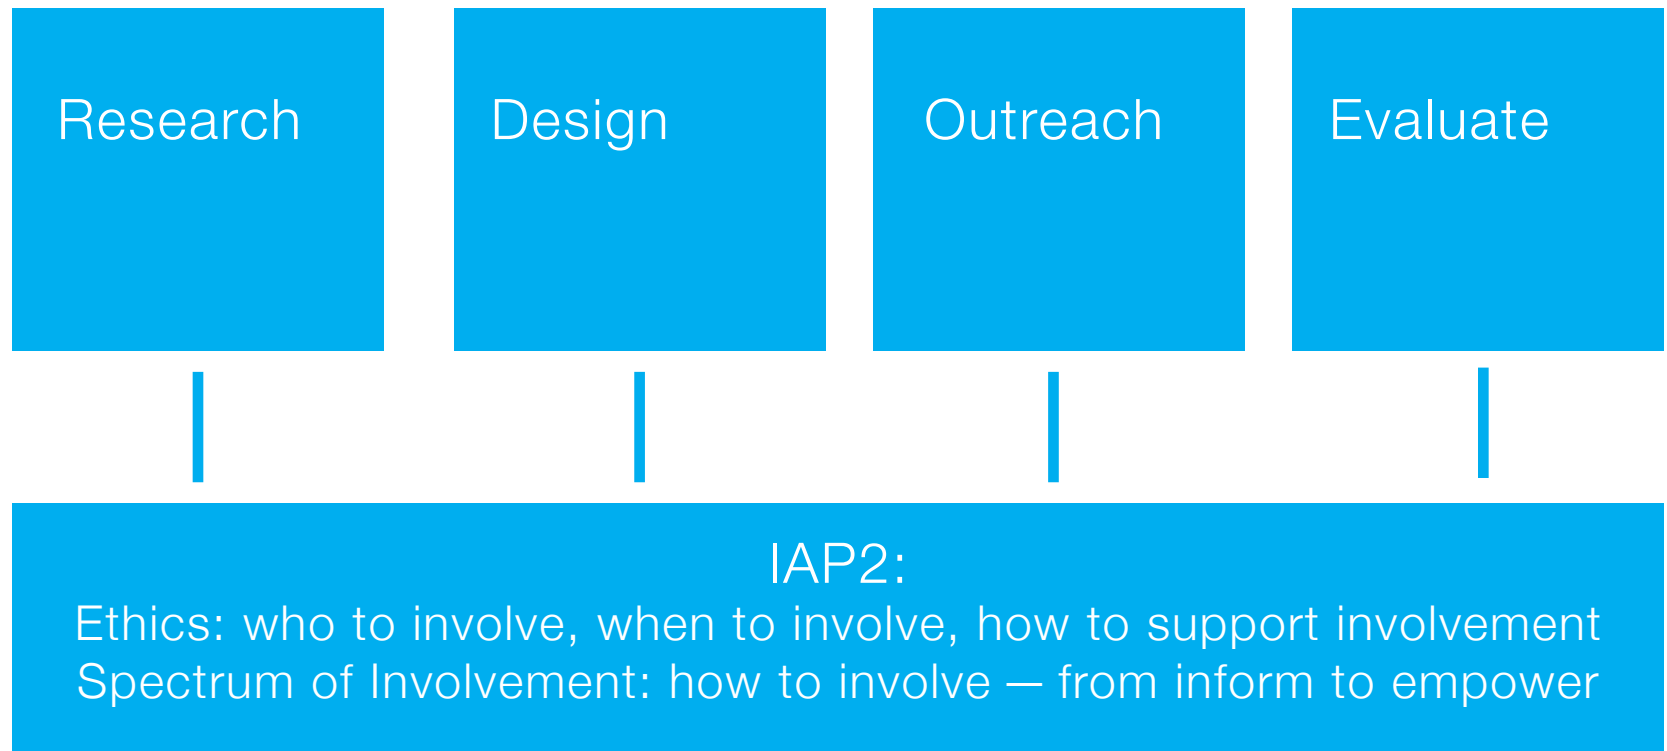 Research
Design
Outreach
Evaluate
IAP2:
Ethics: who to involve, when to involve, how to support involvement
Spectrum of Involvement: how to involve — from inform to empower